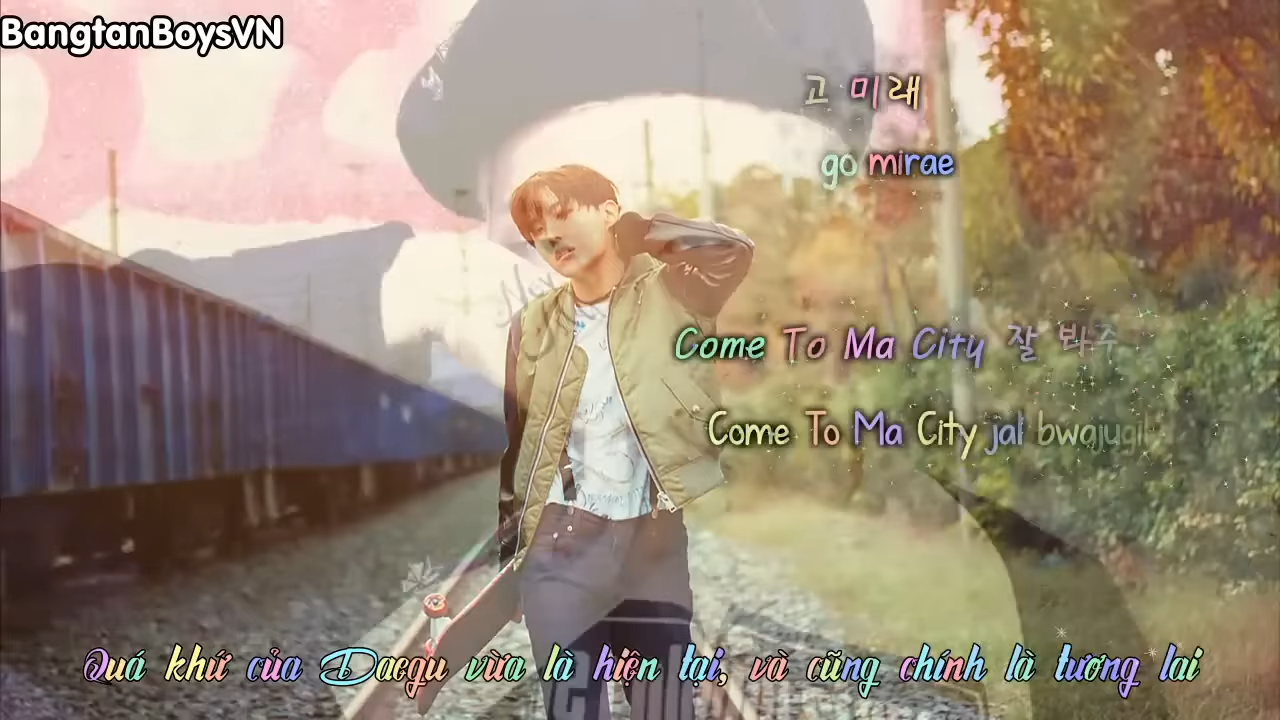 BangtanBoysVN
고 미래
go mirae
Come To Ma City 잘 봐주
Come To Ma City jal bwajugil
Quá khứ của Daegu vừa là hiện tại, và cũng chính là tương lai